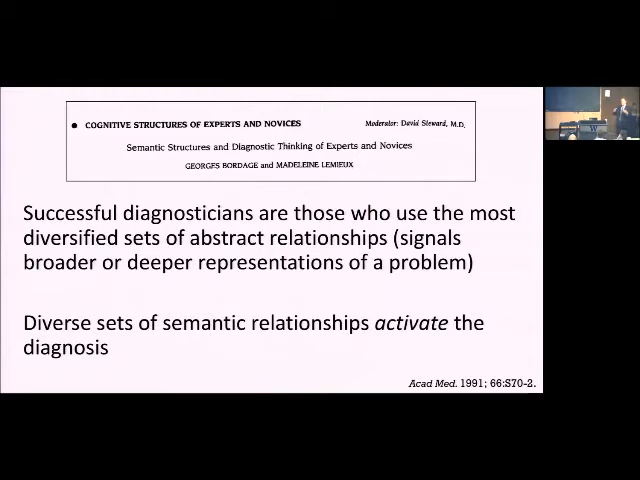 • COGNITIVE STRUCTURES OF EXPERTS AND NOVICES Moderator: David Steward, M.D.
Semantic Structures and Diagnostic Thinking of Experts and Novices
GEORGES BORDAGE and MADELEINE LEMIEUX
Successful diagnosticians are those who use the most
diversified sets of abstract relationships (signals
broader or deeper representations of a problem)
Diverse sets of semantic relationships activate the
diagnosis
Acad Med. 1991; 66:S70-2.